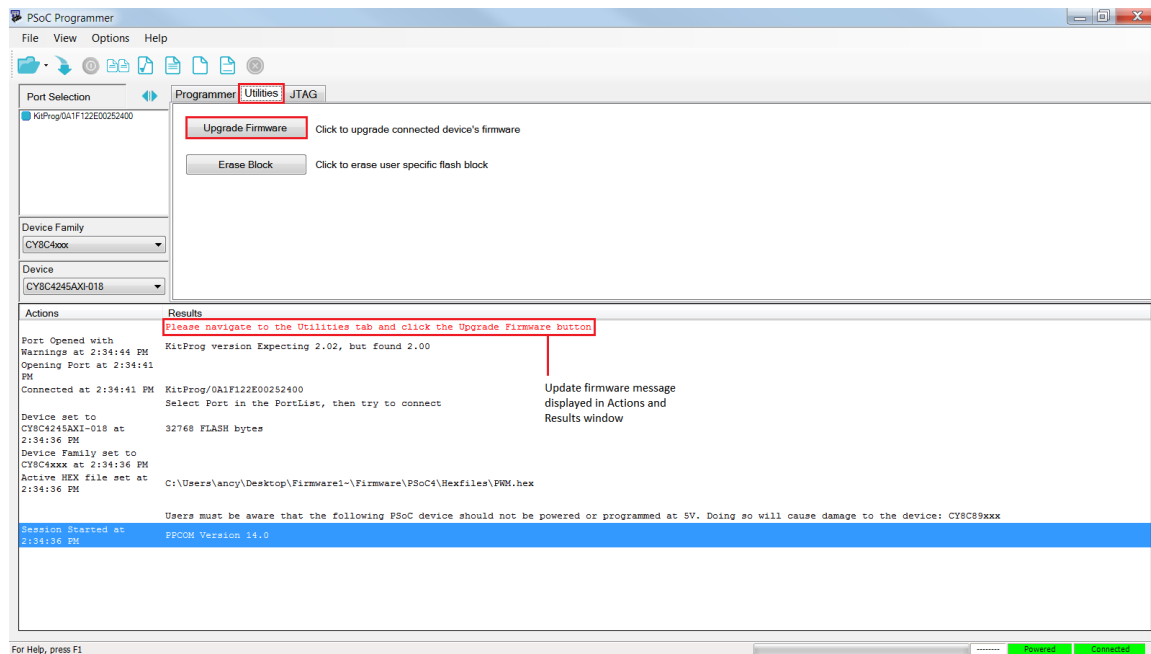 PSoC Programmer
File View Options Help
Port Selection
Programmer Utilities JTAG
KitProg/0A1F122E00252400
Upgrade Firmware Click to upgrade connected device's firmware
Erase Block Click to erase user specific flash block
Device Family
CY8C4xxx
Device
CY8C4245AXI-018
Actions Results
Please navigate to the Utilities tab and click the Upgrade Firmware button
Port Opened with
Warnings at 2:34:44 PM
KitProg version Expecting 2.02, but found 2.00
Opening Port at 2:34:41
PM
Connected at 2:34:41 PM KitProg/0A1F122E00252400
Select Port in the PortList, then try to connect
Update firmware message
displayed in Actions and
Results window
Device set to
CY8C4245AXI-018 at
2:34:36 PM
32768 FLASH bytes
Device Family set to
CY8C4xxx at 2:34:36 PM
Active HEX file set at
2:34:36 PM
C:\Users\ancy\Desktop\Firmware1~\Firmware\PSoC4\Hexfiles\PWM.hex
Users must be aware that the following PSoC device should not be powered or programmed at 5V. Doing so will cause damage to the device: CY8C89xxx
Session Started at
2:34:36 PM
PPCOM Version 14.0
For Help, press F1
--------
Powered
Connected